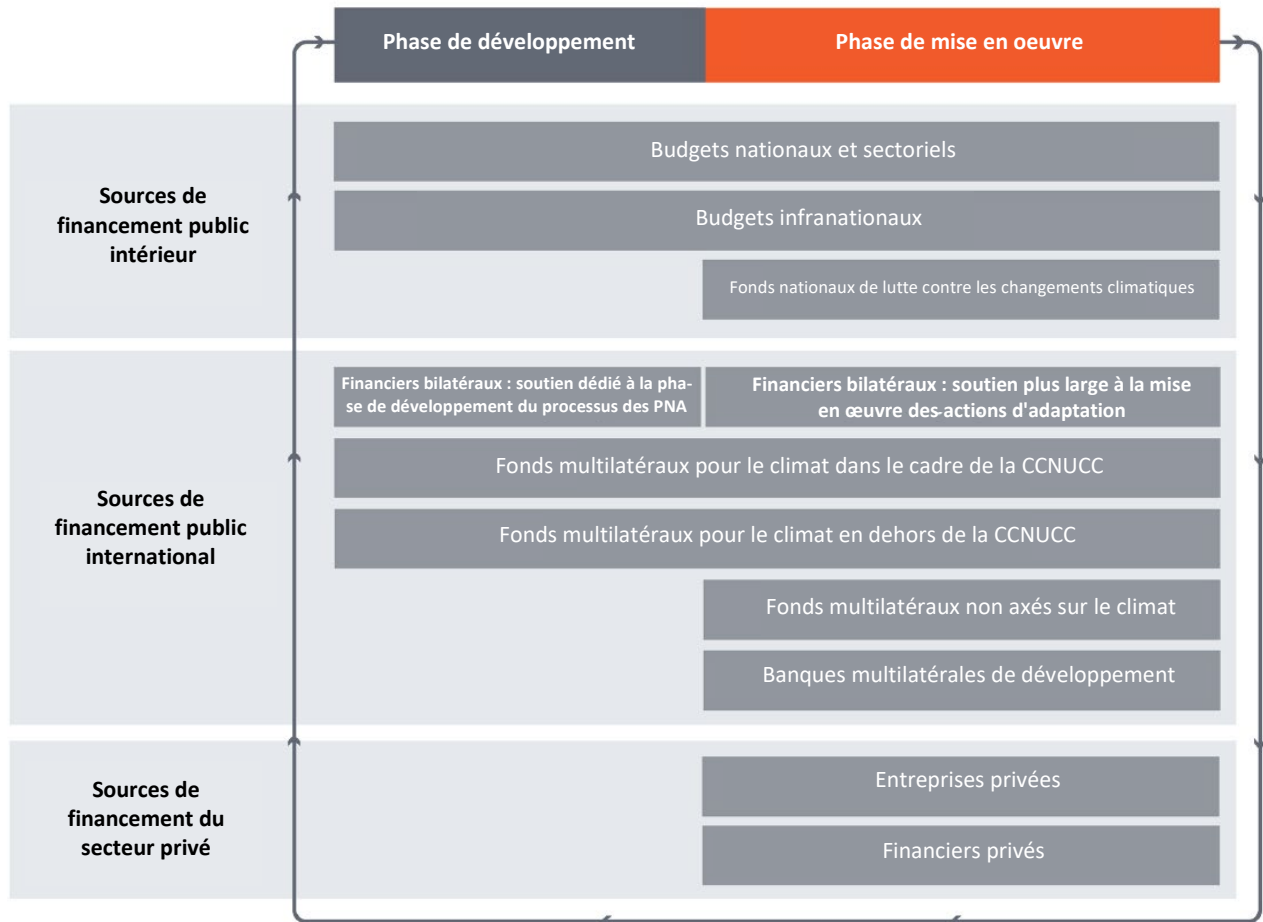 Phase de développement
Phase de mise en oeuvre
Sources de
financement public
intérieur
Budgets nationaux et sectoriels
Budgets infranationaux
Fonds nationaux de lutte contre les changements climatiques
Sources de
financement public
international
Financiers bilatéraux : soutien dédié à la pha-
se de développement du processus des PNA
Financiers bilatéraux : soutien plus large à la mise
en œuvre des-actions d'adaptation
Fonds multilatéraux pour le climat dans le cadre de la CCNUCC
Fonds multilatéraux pour le climat en dehors de la CCNUCC
Fonds multilatéraux non axés sur le climat
Banques multilatérales de développement
Sources de
financement du
secteur privé
Entreprises privées
Financiers privés